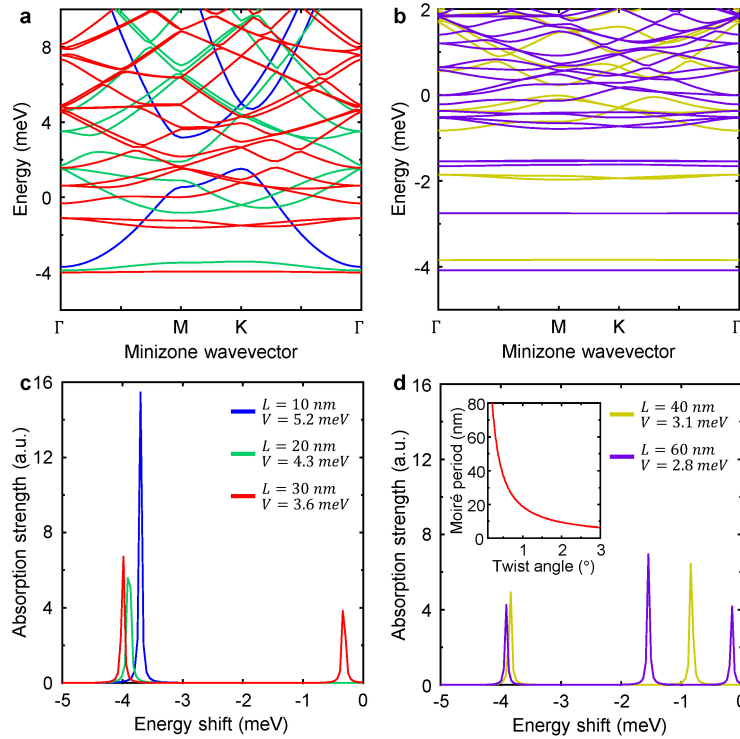 a
Energy (meV)
8
4
0
-4
Γ
M
K
Γ
Minizone wavevector
b
Energy (meV)
2
0
-2
-4
Γ
M
K
Γ
Minizone wavevector
c
Absorption strength (a.u.)
16
12
8
4
0
-5
-4
-3
-2
-1
0
Energy shift (meV)
L = 10 nm
V = 5.2 meV
L = 20 nm
V = 4.3 meV
L = 30 nm
V = 3.6 meV
d
Absorption strength (a.u.)
16
12
8
4
0
-5
-4
-3
-2
-1
0
Energy shift (meV)
L = 40 nm
V = 3.1 meV
L = 60 nm
V = 2.8 meV
Moiré period (nm)
80
60
40
20
0
1
2
3
Twist angle (°)